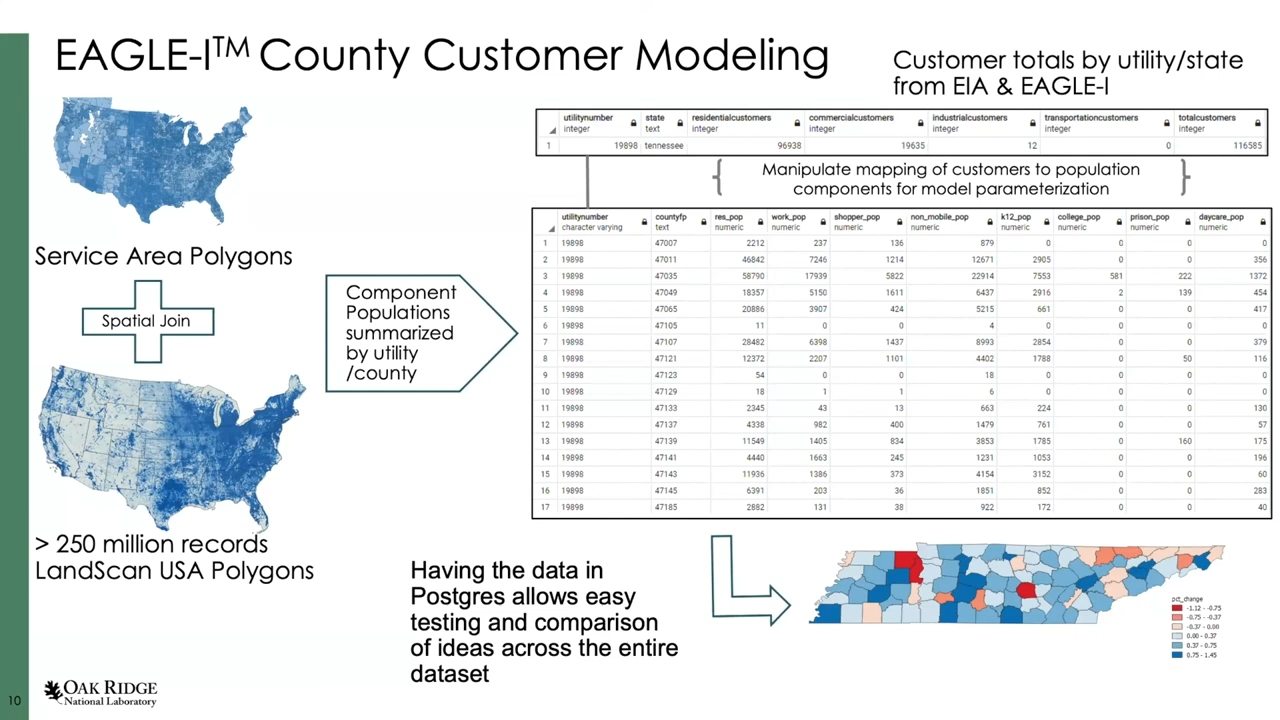 EAGLE-I™ County Customer Modeling
Customer totals by utility/state
from EIA & EAGLE-I
utilitynumber state residentialcustomers commercialcustomers industrialcustomers transportationcustomers totalcustomers
integer text integer integer integer integer integer
1 19898 tennessee 96938 19635 12 0 116585
Manipulate mapping of customers to population
components for model parameterization
Service Area Polygons
Spatial Join
Component
Populations
summarized
by utility
/county
utilitynumber countyfp res_pop work_pop shopper_pop non_mobile_pop k12_pop college_pop prison_pop daycare_pop
character varying text numeric numeric numeric numeric numeric numeric numeric numeric
1 19898 47007 2212 237 136 879 0 0 0 0
2 19898 47011 46842 7246 1214 12671 2905 0 0 356
3 19898 47035 58790 17939 5822 22914 7553 581 222 1372
4 19898 47049 18357 5150 1611 6437 2916 2 139 454
5 19898 47065 20886 3907 424 5215 661 0 0 417
6 19898 47105 11 0 0 4 0 0 0 0
7 19898 47107 28482 6398 1437 8993 2854 0 0 379
8 19898 47121 12372 2207 1101 4402 1788 0 50 116
9 19898 47123 54 0 0 18 0 0 0 0
10 19898 47129 18 1 1 6 0 0 0 0
11 19898 47133 2345 43 13 663 224 0 0 130
12 19898 47137 4338 982 400 1479 761 0 0 57
13 19898 47139 11549 1405 834 3853 1785 0 160 175
14 19898 47141 4440 1663 245 1231 1053 0 0 196
15 19898 47143 11936 1386 373 4154 3152 0 0 60
16 19898 47145 6391 203 36 1851 852 0 0 283
17 19898 47185 2882 131 38 922 172 0 0 40
> 250 million records
LandScan USA Polygons
Having the data in
Postgres allows easy
testing and comparison
of ideas across the entire
dataset
pct_change
-1.12 - -0.75
-0.75 - -0.37
-0.37 - 0.00
0.00 - 0.37
0.37 - 0.75
0.75 - 1.45
10
OAK RIDGE
National Laboratory